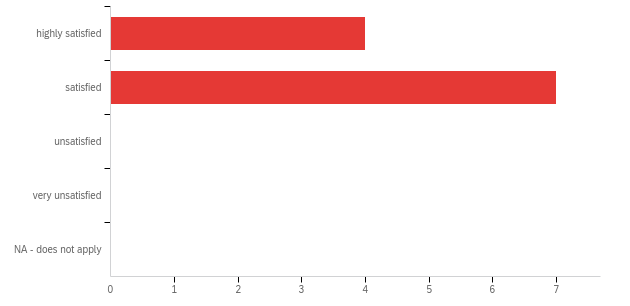 highly satisfied
satisfied
unsatisfied
very unsatisfied
NA - does not apply
0 1 2 3 4 5 6 7